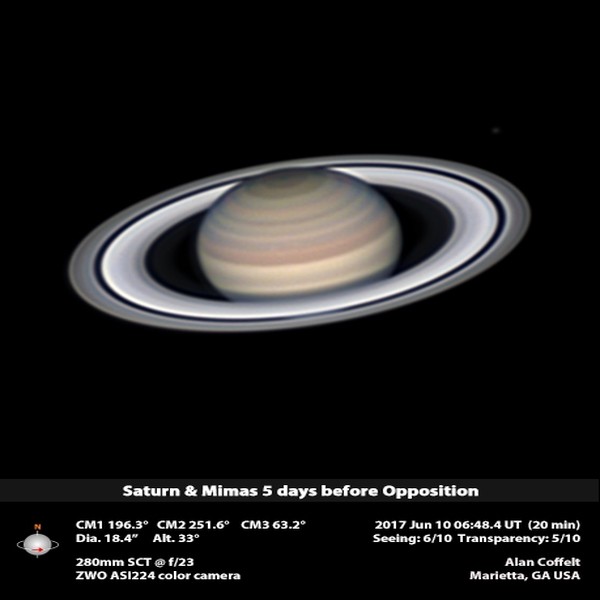 Saturn & Mimas 5 days before Opposition
N
CM1 196.3° CM2 251.6° CM3 63.2°
Dia. 18.4” Alt. 33°
280mm SCT @ f/23
ZWO ASI224 color camera
2017 Jun 10 06:48.4 UT (20 min)
Seeing: 6/10 Transparency: 5/10
Alan Coffelt
Marietta, GA USA